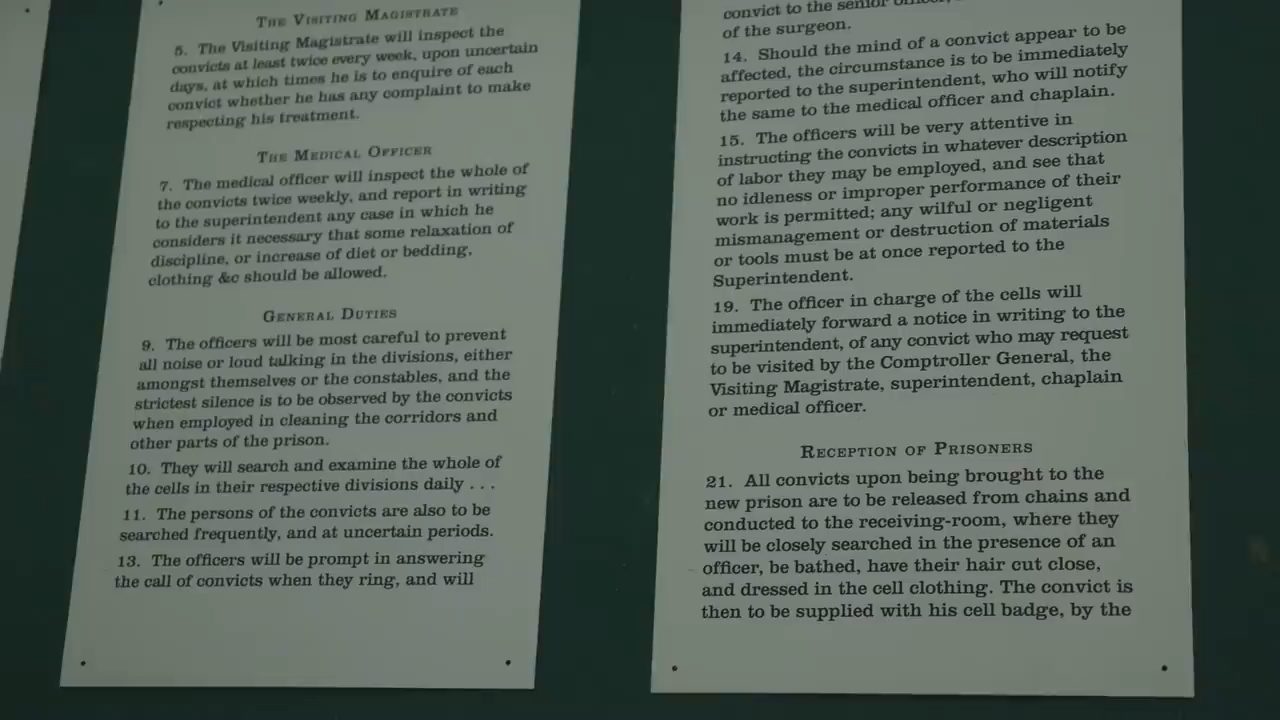 THE VISITING MAGISTRATE
5. The Visiting Magistrate will inspect the
convicts at least twice every week, upon uncertain
days, at which times he is to enquire of each
convict whether he has any complaint to make
respecting his treatment.
THE MEDICAL OFFICER
7. The medical officer will inspect the whole of
the convicts twice weekly, and report in writing
to the superintendent any case in which he
considers it necessary that some relaxation of
discipline, or increase of diet or bedding,
clothing &c should be allowed.
GENERAL DUTIES
9. The officers will be most careful to prevent
all noise or loud talking in the divisions, either
amongst themselves or the constables, and the
strictest silence is to be observed by the convicts
when employed in cleaning the corridors and
other parts of the prison.
10. They will search and examine the whole of
the cells in their respective divisions daily . . .
11. The persons of the convicts are also to be
searched frequently, and at uncertain periods.
13. The officers will be prompt in answering
the call of convicts when they ring, and will
convict to the senior
of the surgeon.
14. Should the mind of a convict appear to be
affected, the circumstance is to be immediately
reported to the superintendent, who will notify
the same to the medical officer and chaplain.
15. The officers will be very attentive in
instructing the convicts in whatever description
of labor they may be employed, and see that
no idleness or improper performance of their
work is permitted; any wilful or negligent
mismanagement or destruction of materials
or tools must be at once reported to the
Superintendent.
19. The officer in charge of the cells will
immediately forward a notice in writing to the
superintendent, of any convict who may request
to be visited by the Comptroller General, the
Visiting Magistrate, superintendent, chaplain
or medical officer.
RECEPTION OF PRISONERS
21. All convicts upon being brought to the
new prison are to be released from chains and
conducted to the receiving-room, where they
will be closely searched in the presence of an
officer, be bathed, have their hair cut close,
and dressed in the cell clothing. The convict is
then to be supplied with his cell badge, by the